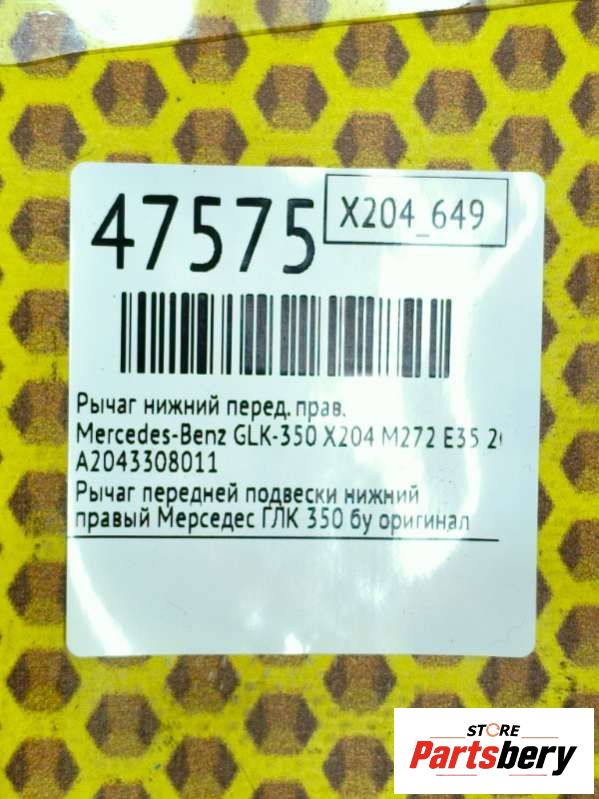 47575
X204_649
Рычаг нижний перед. прав.
Mercedes-Benz GLK-350 X204 M272 E35
A2043308011
Рычаг передней подвески нижний
правый Мерседес ГЛК 350 бу оригинал
STORE
Partsbery